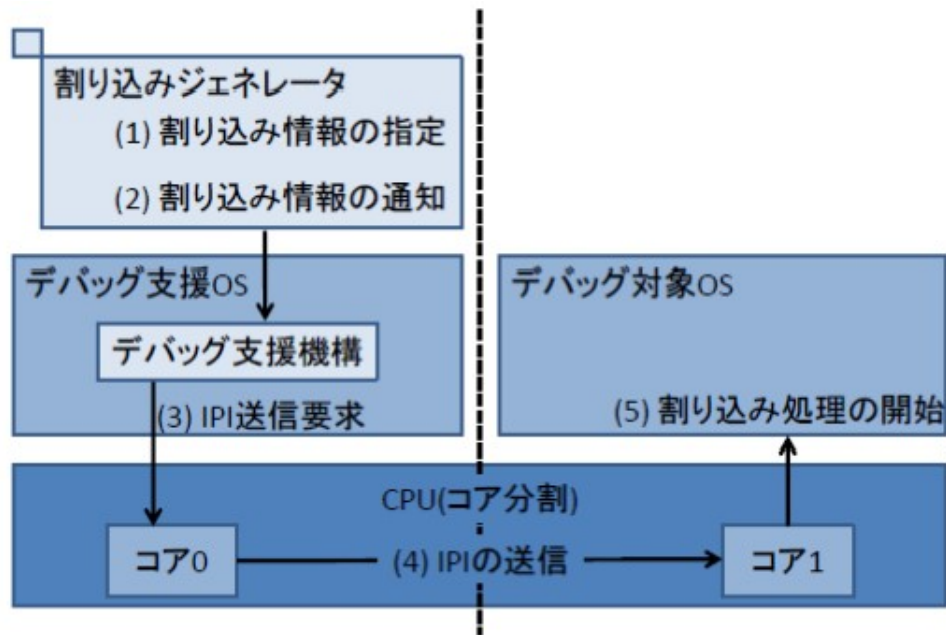 割り込みジェネレータ
(1) 割り込み情報の指定
(2) 割り込み情報の通知
デバッグ支援OS
デバッグ支援機構
(3) IPI送信要求
デバッグ対象OS
(5) 割り込み処理の開始
CPU(コア分割)
コア0
(4) IPIの送信
コア1